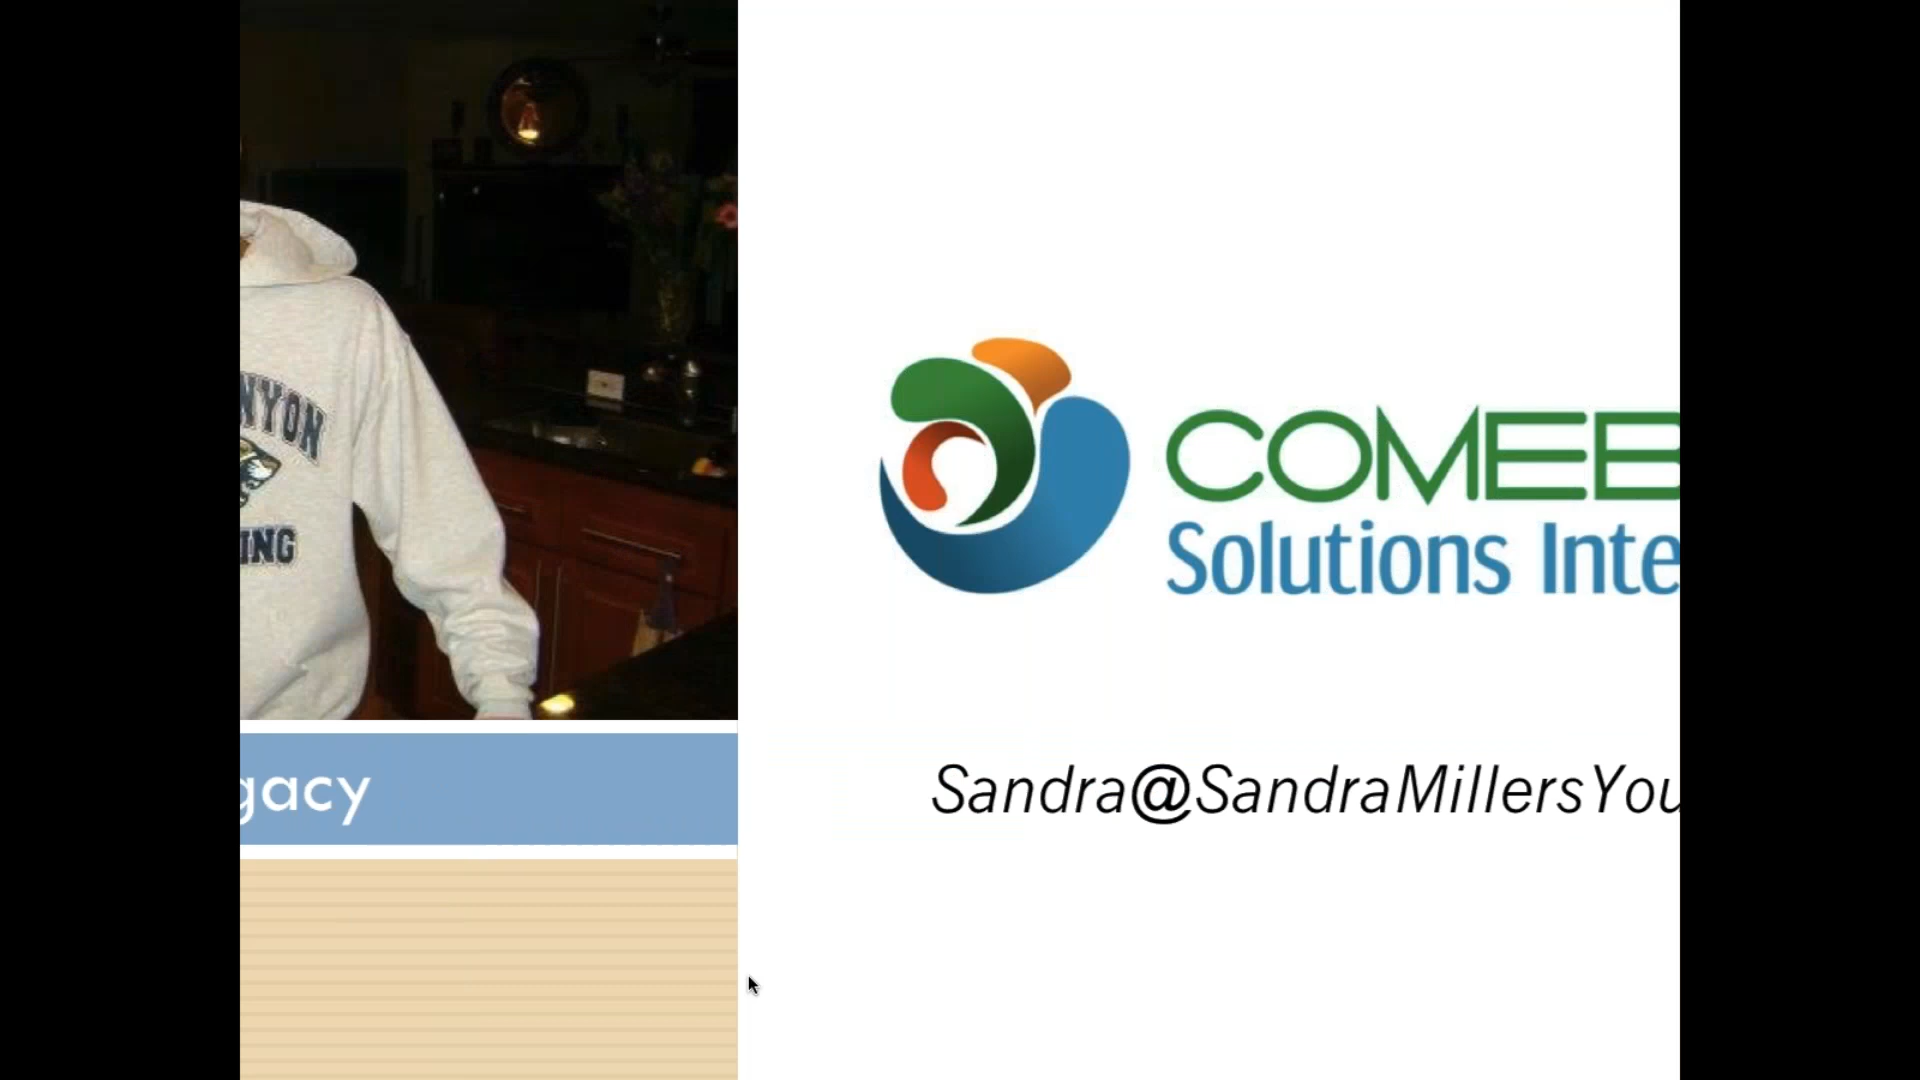 NYON
ING
gacy
COMEB
Solutions Inte
Sandra@SandraMillersYou